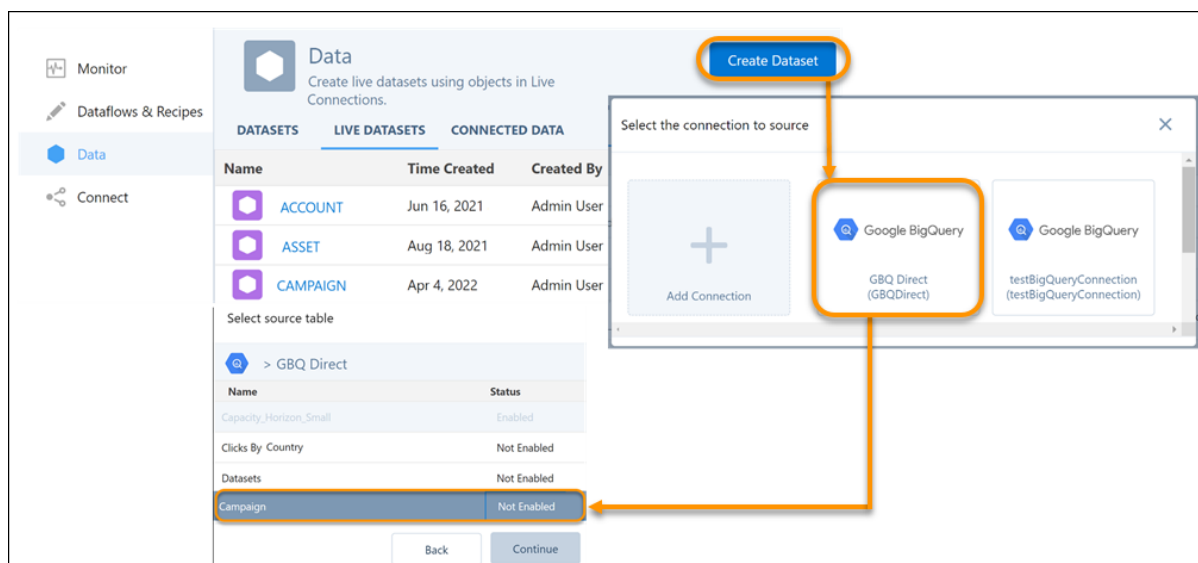 Monitor
Dataflows & Recipes
Data
Connect
Data
Create live datasets using objects in Live
Connections.
Create Dataset
DATASETS LIVE DATASETS CONNECTED DATA
Name Time Created Created By
ACCOUNT Jun 16, 2021 Admin User
ASSET Aug 18, 2021 Admin User
CAMPAIGN Apr 4, 2022 Admin User
Select the connection to source
Add Connection
Google BigQuery
GBQ Direct
(GBQDirect)
Google BigQuery
testBigQueryConnection
(testBigQueryConnection)
Select source table
> GBQ Direct
Name Status
Capacity_Horizon_Small Enabled
Clicks By Country Not Enabled
Datasets Not Enabled
Campaign Not Enabled
Back Continue